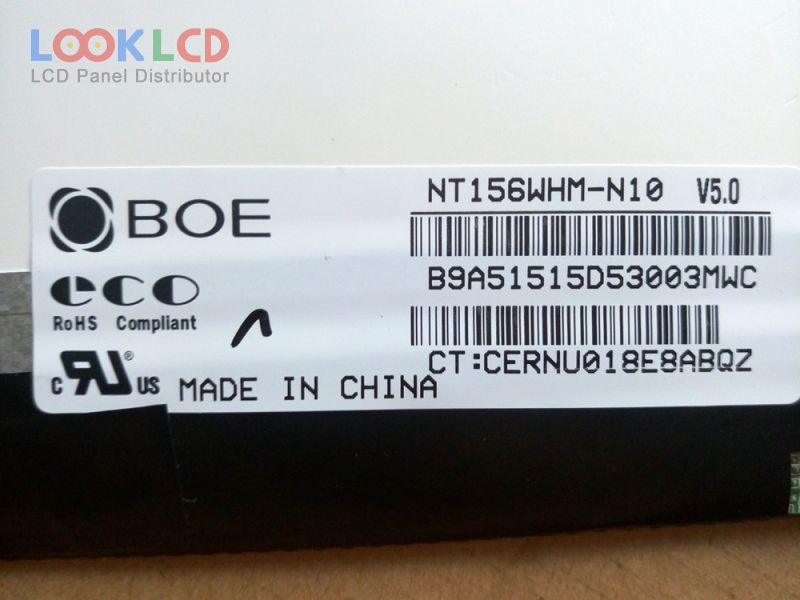 LOOK LCD
LCD Panel Distributor
BOE
NT156WHM-N10 V5.0
B9A51515D53003MWC
eco
RoHS Compliant
CT:CERNU018E8ABQZ
C RU ® US
MADE IN CHINA